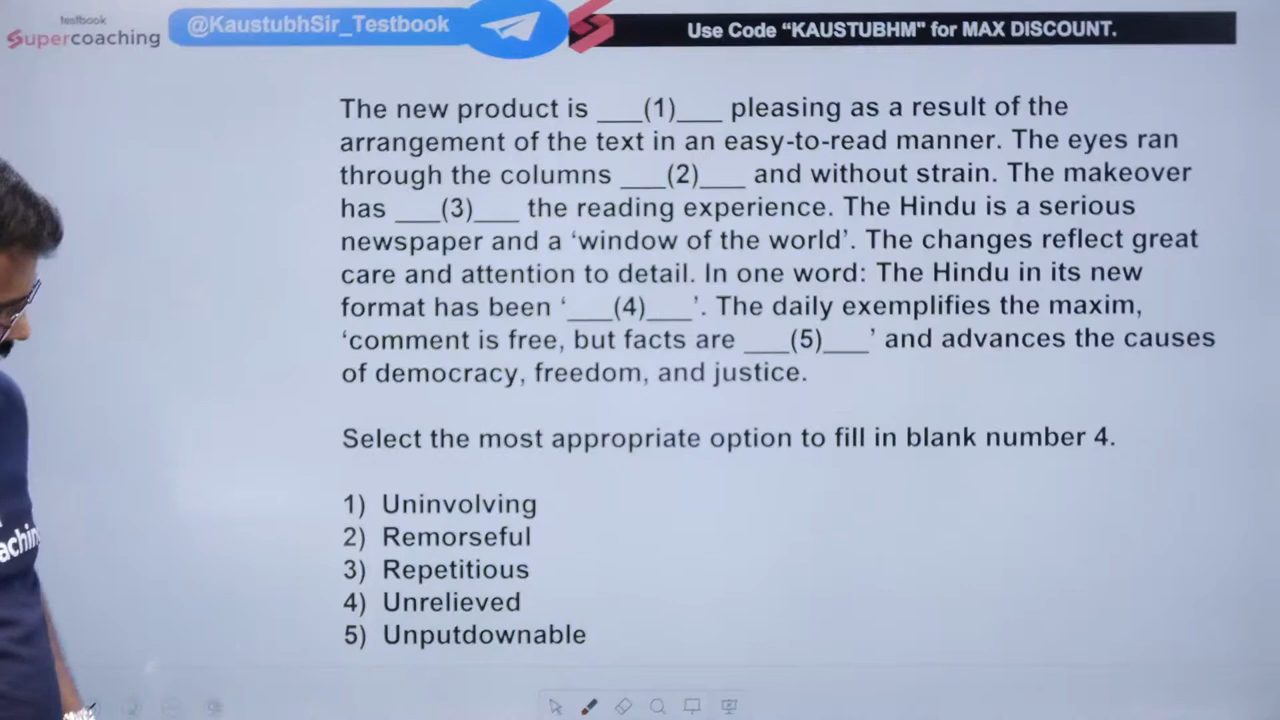 testbook
Supercoaching
@KaustubhSir_Testbook
Use Code “KAUSTUBHM" for MAX DISCOUNT.
The new product is ___(1)___ pleasing as a result of the
arrangement of the text in an easy-to-read manner. The eyes ran
through the columns ___(2)___ and without strain. The makeover
has ___(3)___ the reading experience. The Hindu is a serious
newspaper and a ‘window of the world’. The changes reflect great
care and attention to detail. In one word: The Hindu in its new
format has been ‘___(4)___’. The daily exemplifies the maxim,
‘comment is free, but facts are ___(5)___’ and advances the causes
of democracy, freedom, and justice.
Select the most appropriate option to fill in blank number 4.
1) Uninvolving
2) Remorseful
3) Repetitious
4) Unrelieved
5) Unputdownable